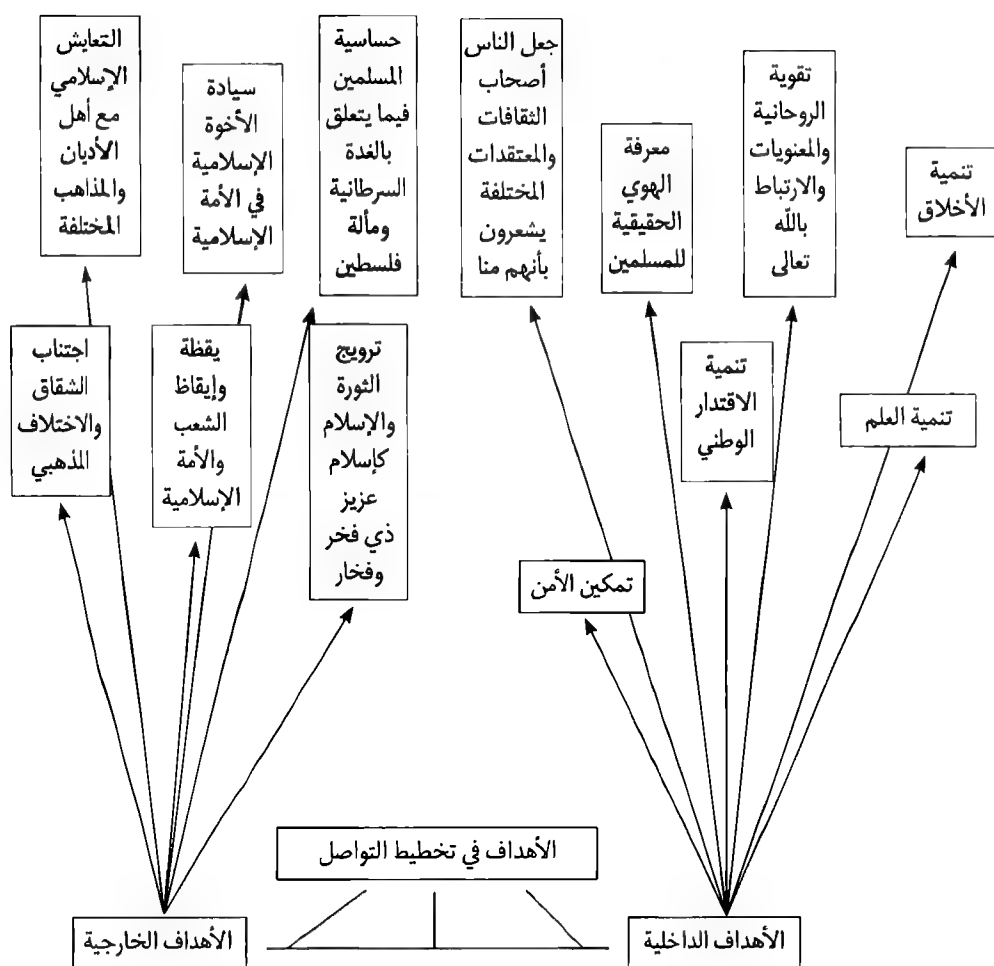 التعايش
الإسلامي
مع أهل
الأديان
والمذاهب
المختلفة
سيادة
الأخوة
الإسلامية
في الأمة
الإسلامية
حساسية
المسلمين
فيما يتعلق
بالغدة
السرطانية
ومألة
فلسطين
جعل الناس
أصحاب
الثقافات
والمعتقدات
المختلفة
يشعرون
بأنهم منا
معرفة
الهوي
الحقيقية
للمسلمين
تقوية
الروحانية
والمعنويات
والارتباط
باللّه
تعالى
تنمية
الأخلاق
اجتناب
الشقاق
والاختلاف
المذهبي
يقظة
وإيقاظ
الشعب
والأمة
الإسلامية
ترويج
الثورة
والإسلام
كإسلام
عزيز
ذي فخر
وفخار
تمكين الأمن
تنمية
الاقتدار
الوطني
تنمية العلم
الأهداف في تخطيط التواصل
الأهداف الخارجية
الأهداف الداخلية